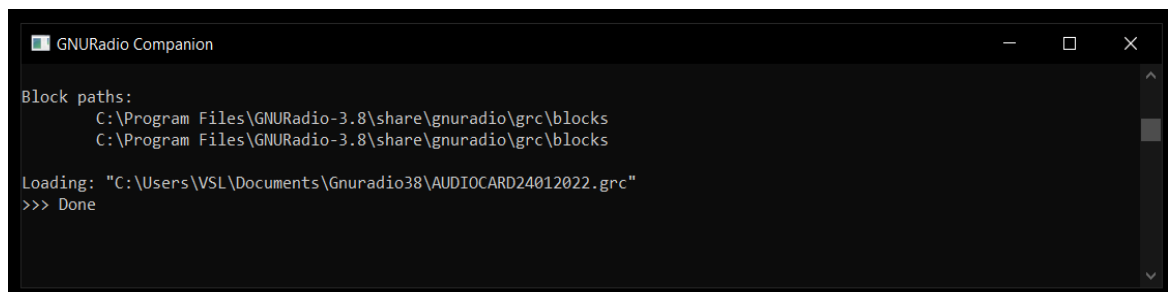 GNURadio Companion
Block paths:
C:\Program Files\GNURadio-3.8\share\gnuradio\grc\blocks
C:\Program Files\GNURadio-3.8\share\gnuradio\grc\blocks
Loading: "C:\Users\VSL\Documents\Gnuradio38\AUDIOCARD24012022.grc"
>>> Done